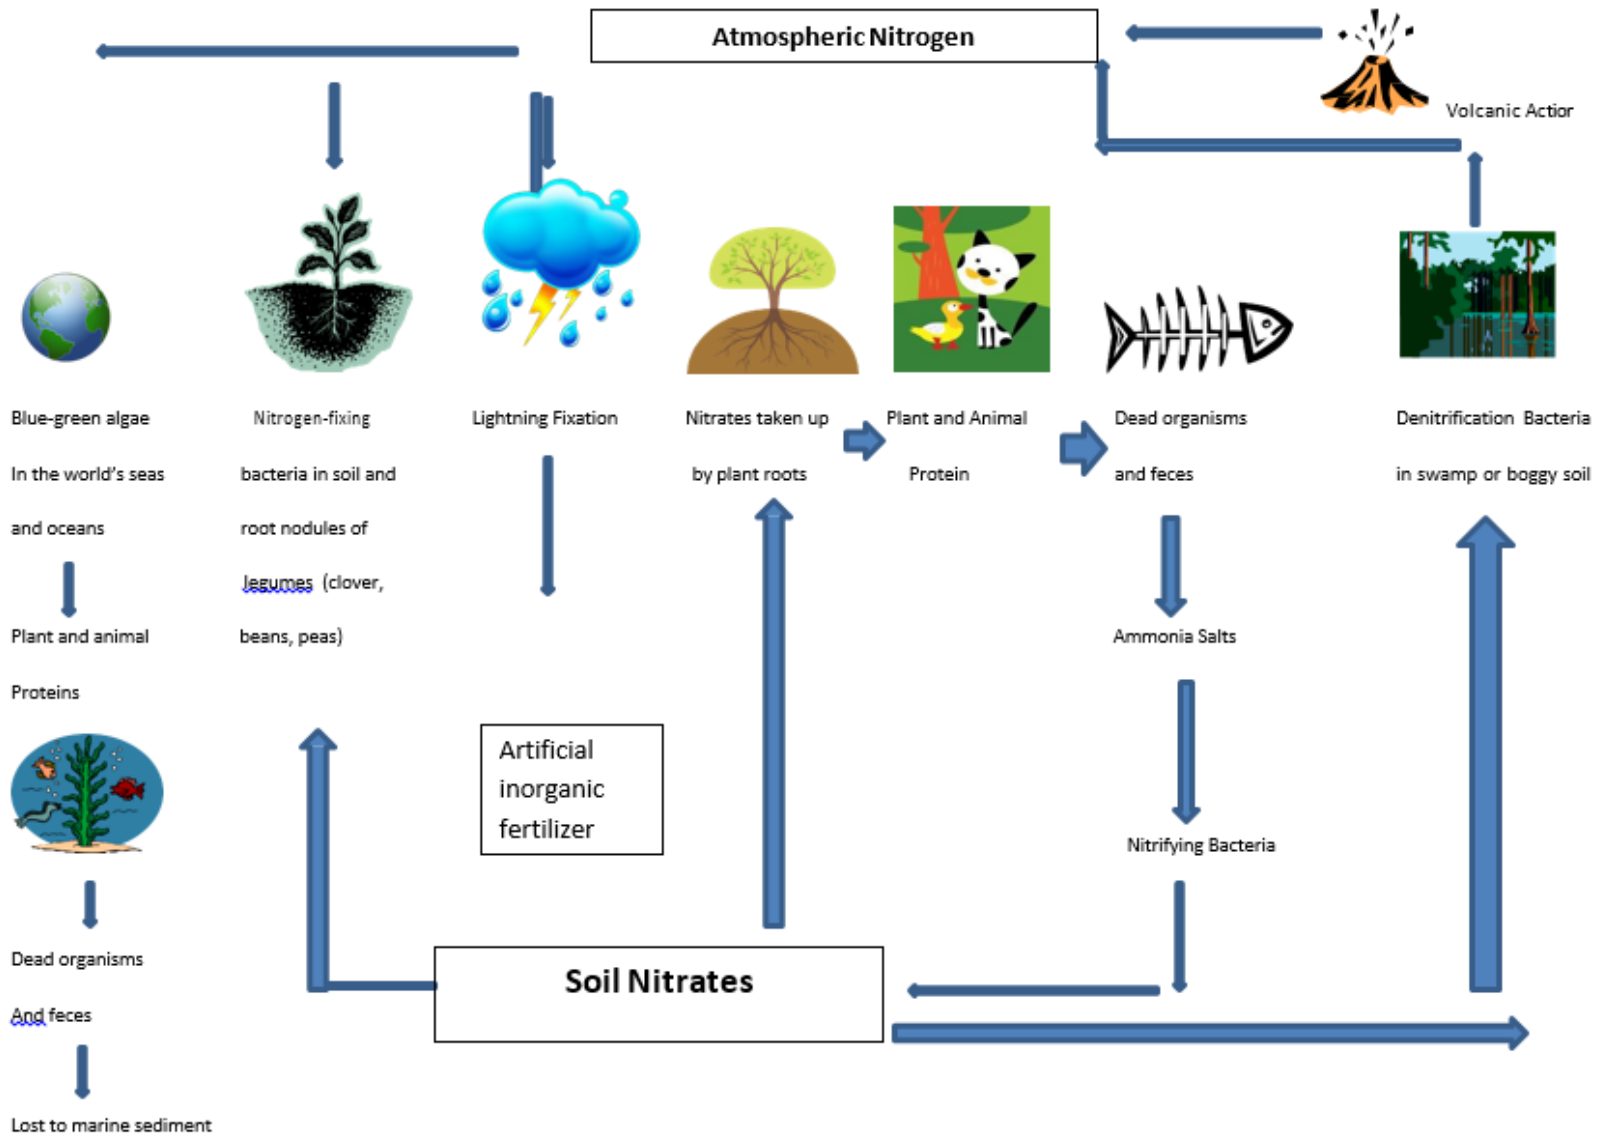 Atmospheric Nitrogen
Volcanic Action
Blue-green algae
In the world's seas
and oceans
Plant and animal
Proteins
Dead organisms
And feces
Lost to marine sediment
Nitrogen-fixing
bacteria in soil and
root nodules of
legumes (clover,
beans, peas)
Lightning Fixation
Artificial
inorganic
fertilizer
Nitrates taken up
by plant roots
Plant and Animal
Protein
Dead organisms
and feces
Ammonia Salts
Nitrifying Bacteria
Denitrification Bacteria
in swamp or boggy soil
Soil Nitrates